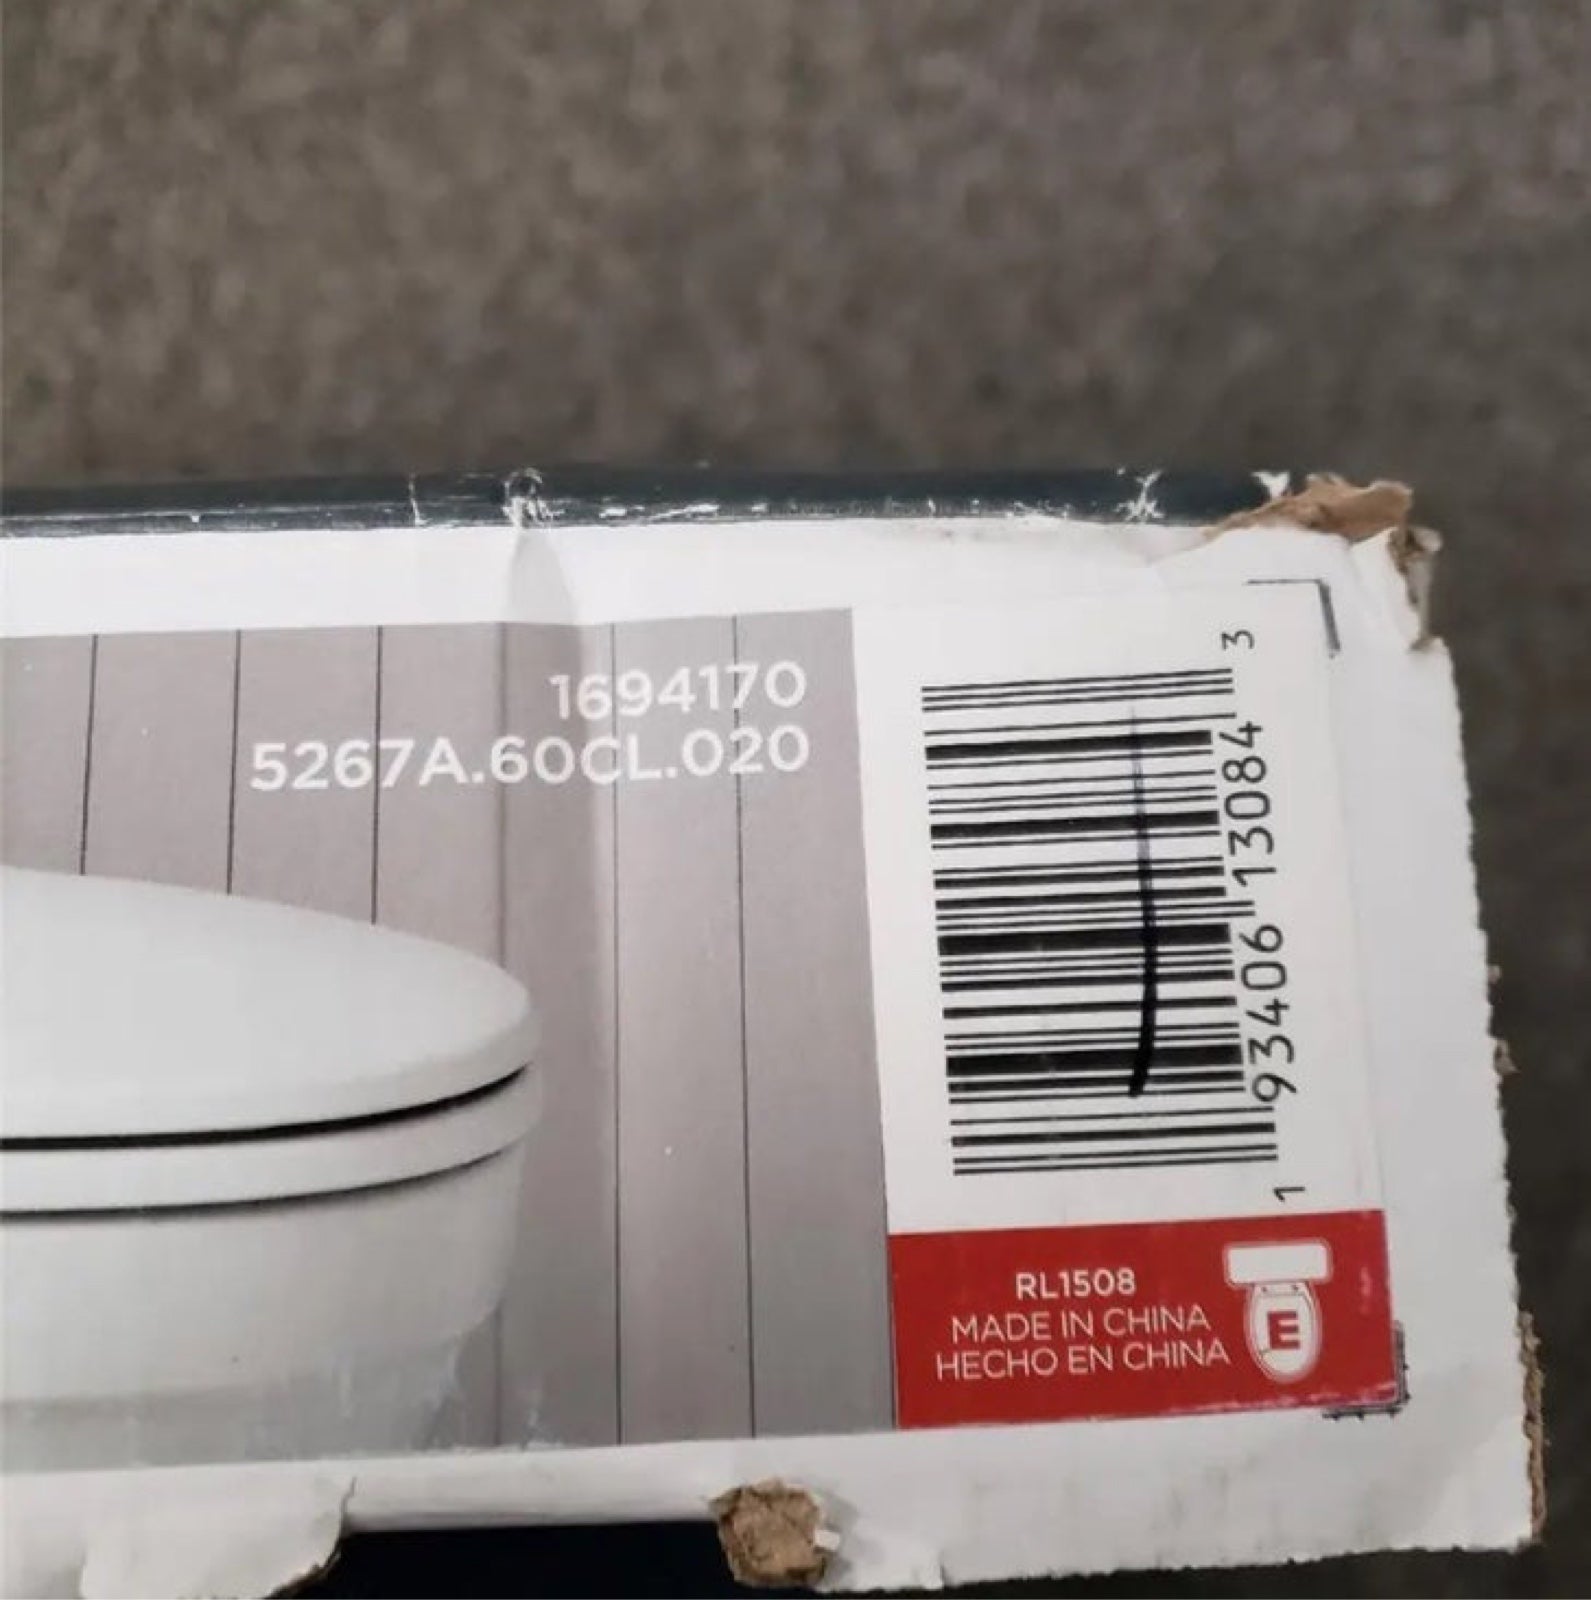 1694170
5267A.60CL.020
1 93406 13084 3
RL1508
MADE IN CHINA
HECHO EN CHINA
E